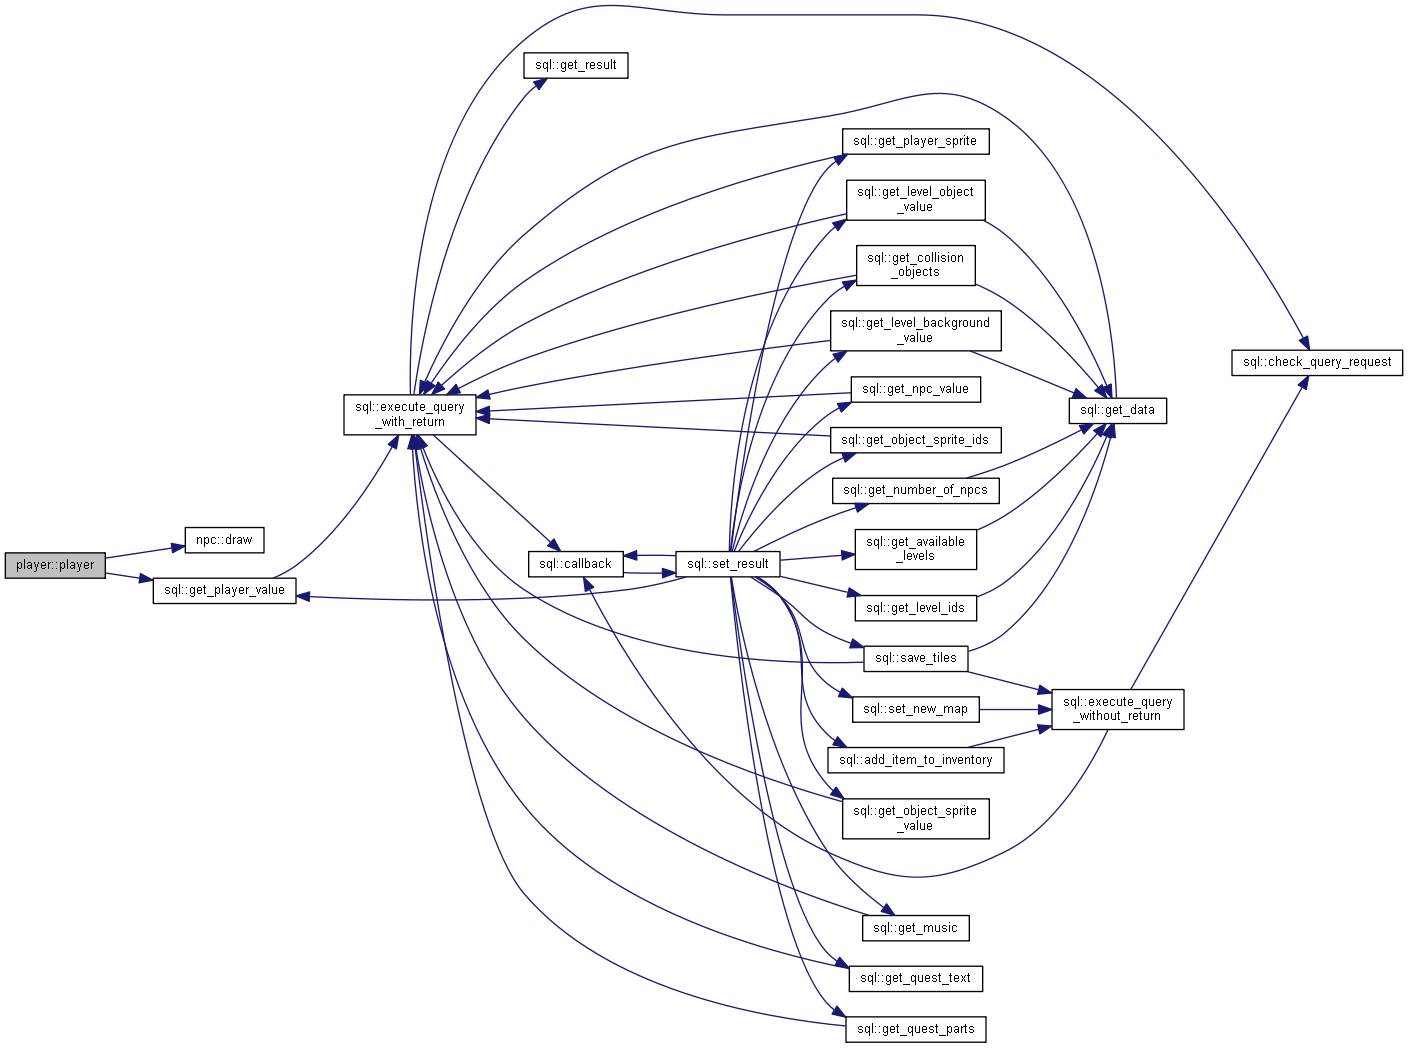 sql::get_result
sql::get_player_sprite
sql::get_level_object
_value
sql::get_collision
_objects
sql::get_level_background
_value
sql::check_query_request
sql::get_npc_value
sql::execute_query
_with_return
sql::get_data
sql::get_object_sprite_ids
sql::get_number_of_npcs
npc::draw
sql::get_available
_levels
player::player
sql::callback
sql::set_result
sql::get_player_value
sql::get_level_ids
sql::save_tiles
sql::set_new_map
sql::execute_query
_without_return
sql::add_item_to_inventory
sql::get_object_sprite
_value
sql::get_music
sql::get_quest_text
sql::get_quest_parts